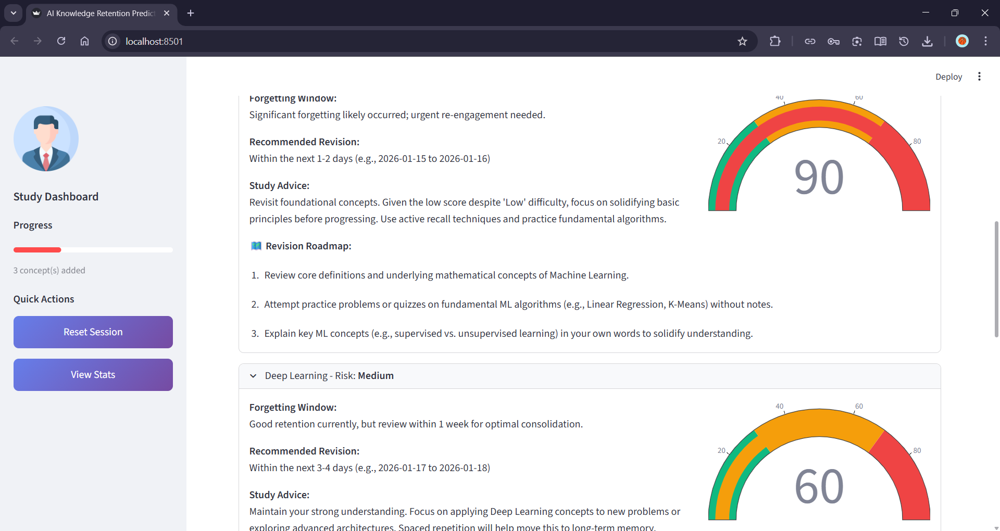 AI Knowledge Retention Predic
localhost:8501
Deploy
Study Dashboard
Progress
3 concept(s) added
Quick Actions
Reset Session
View Stats
Forgetting Window:
Significant forgetting likely occurred; urgent re-engagement needed.
Recommended Revision:
Within the next 1-2 days (e.g., 2026-01-15 to 2026-01-16)
Study Advice:
Revisit foundational concepts. Given the low score despite 'Low' difficulty, focus on solidifying basic
principles before progressing. Use active recall techniques and practice fundamental algorithms.
20
40
60
80
90
Revision Roadmap:
1. Review core definitions and underlying mathematical concepts of Machine Learning.
2. Attempt practice problems or quizzes on fundamental ML algorithms (e.g., Linear Regression, K-Means) without notes.
3. Explain key ML concepts (e.g., supervised vs. unsupervised learning) in your own words to solidify understanding.
Deep Learning - Risk: Medium
Forgetting Window:
Good retention currently, but review within 1 week for optimal consolidation.
Recommended Revision:
Within the next 3-4 days (e.g., 2026-01-17 to 2026-01-18)
Study Advice:
Maintain your strong understanding. Focus on applying Deep Learning concepts to new problems or
exploring advanced architectures. Spaced repetition will help move this to long-term memory.
20
40
60
80
60